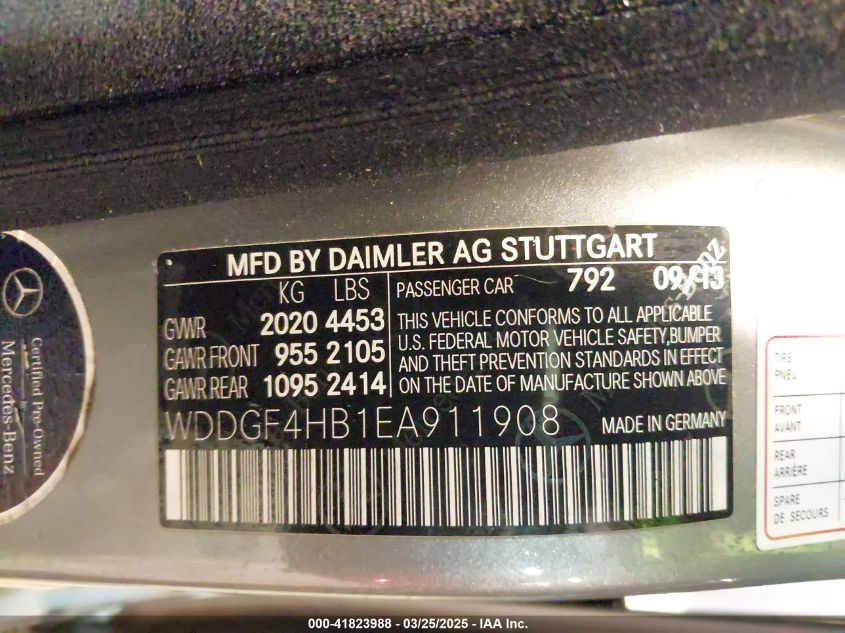 MFD BY DAIMLER AG STUTTGART
KG LBS
GVWR 2020 4453
GAWR FRONT 955 2105
GAWR REAR 1095 2414
PASSENGER CAR 792 09/13
THIS VEHICLE CONFORMS TO ALL APPLICABLE
U.S. FEDERAL MOTOR VEHICLE SAFETY,BUMPER
AND THEFT PREVENTION STANDARDS IN EFFECT
ON THE DATE OF MANUFACTURE SHOWN ABOVE
WDDGF4HB1EA911908 MADE IN GERMANY
Certified Pre-Owned
Mercedes-Benz
TIRE
PNEU
FRONT
AVANT
REAR
ARRIÈRE
SPARE
DE SECOURS
000-41823988 - 03/25/2025 - IAA Inc.